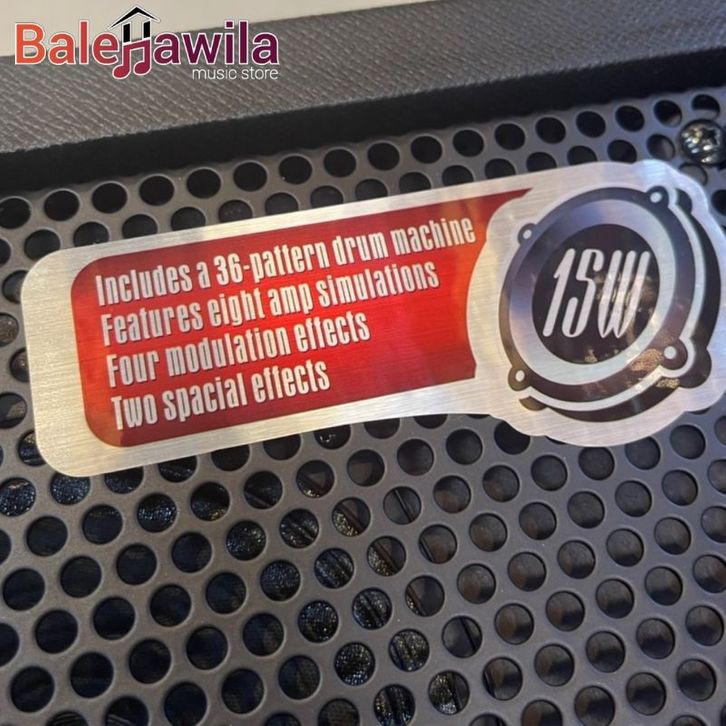 BaleHawila
music store
Includes a 36-pattern drum machine
Features eight amp simulations
Four modulation effects
Two spacial effects
15W